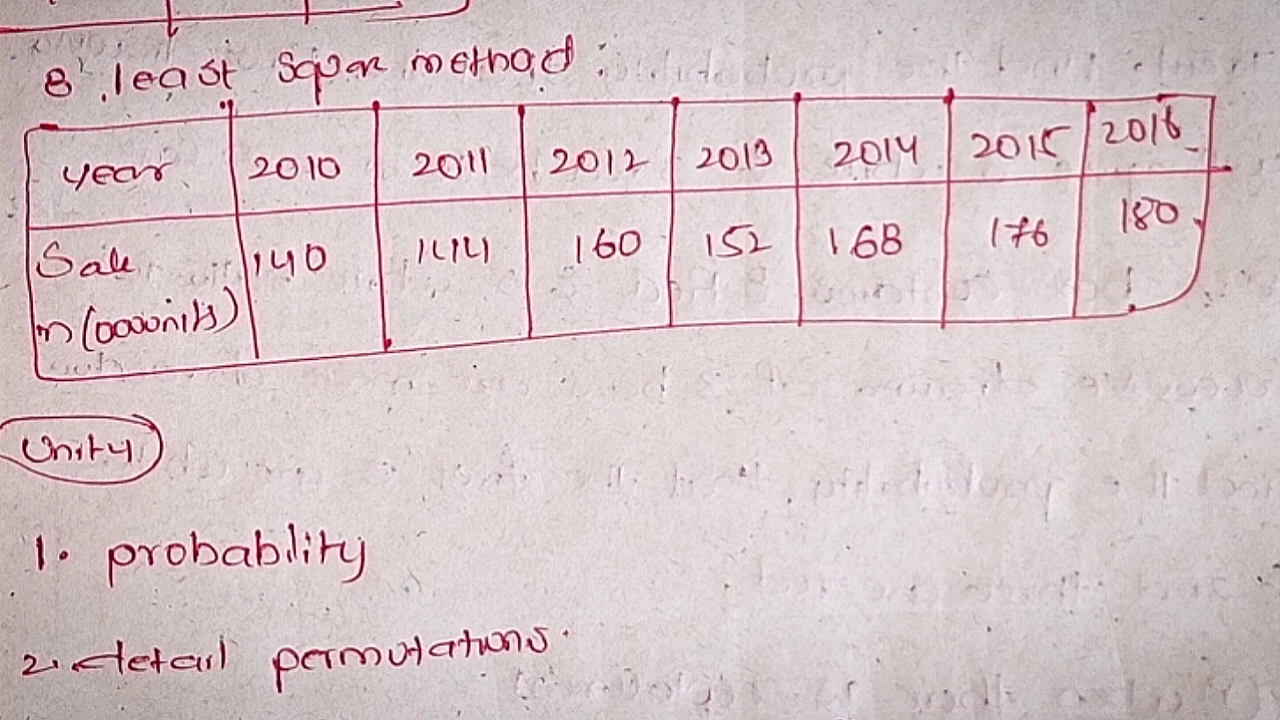 8 least Squar method :
year 2010 2011 2012 2013 2014 2015 2016
Sale 140 144 160 152 168 176 180
in (000units)
Unit4
1. probability
2. detail permutations.